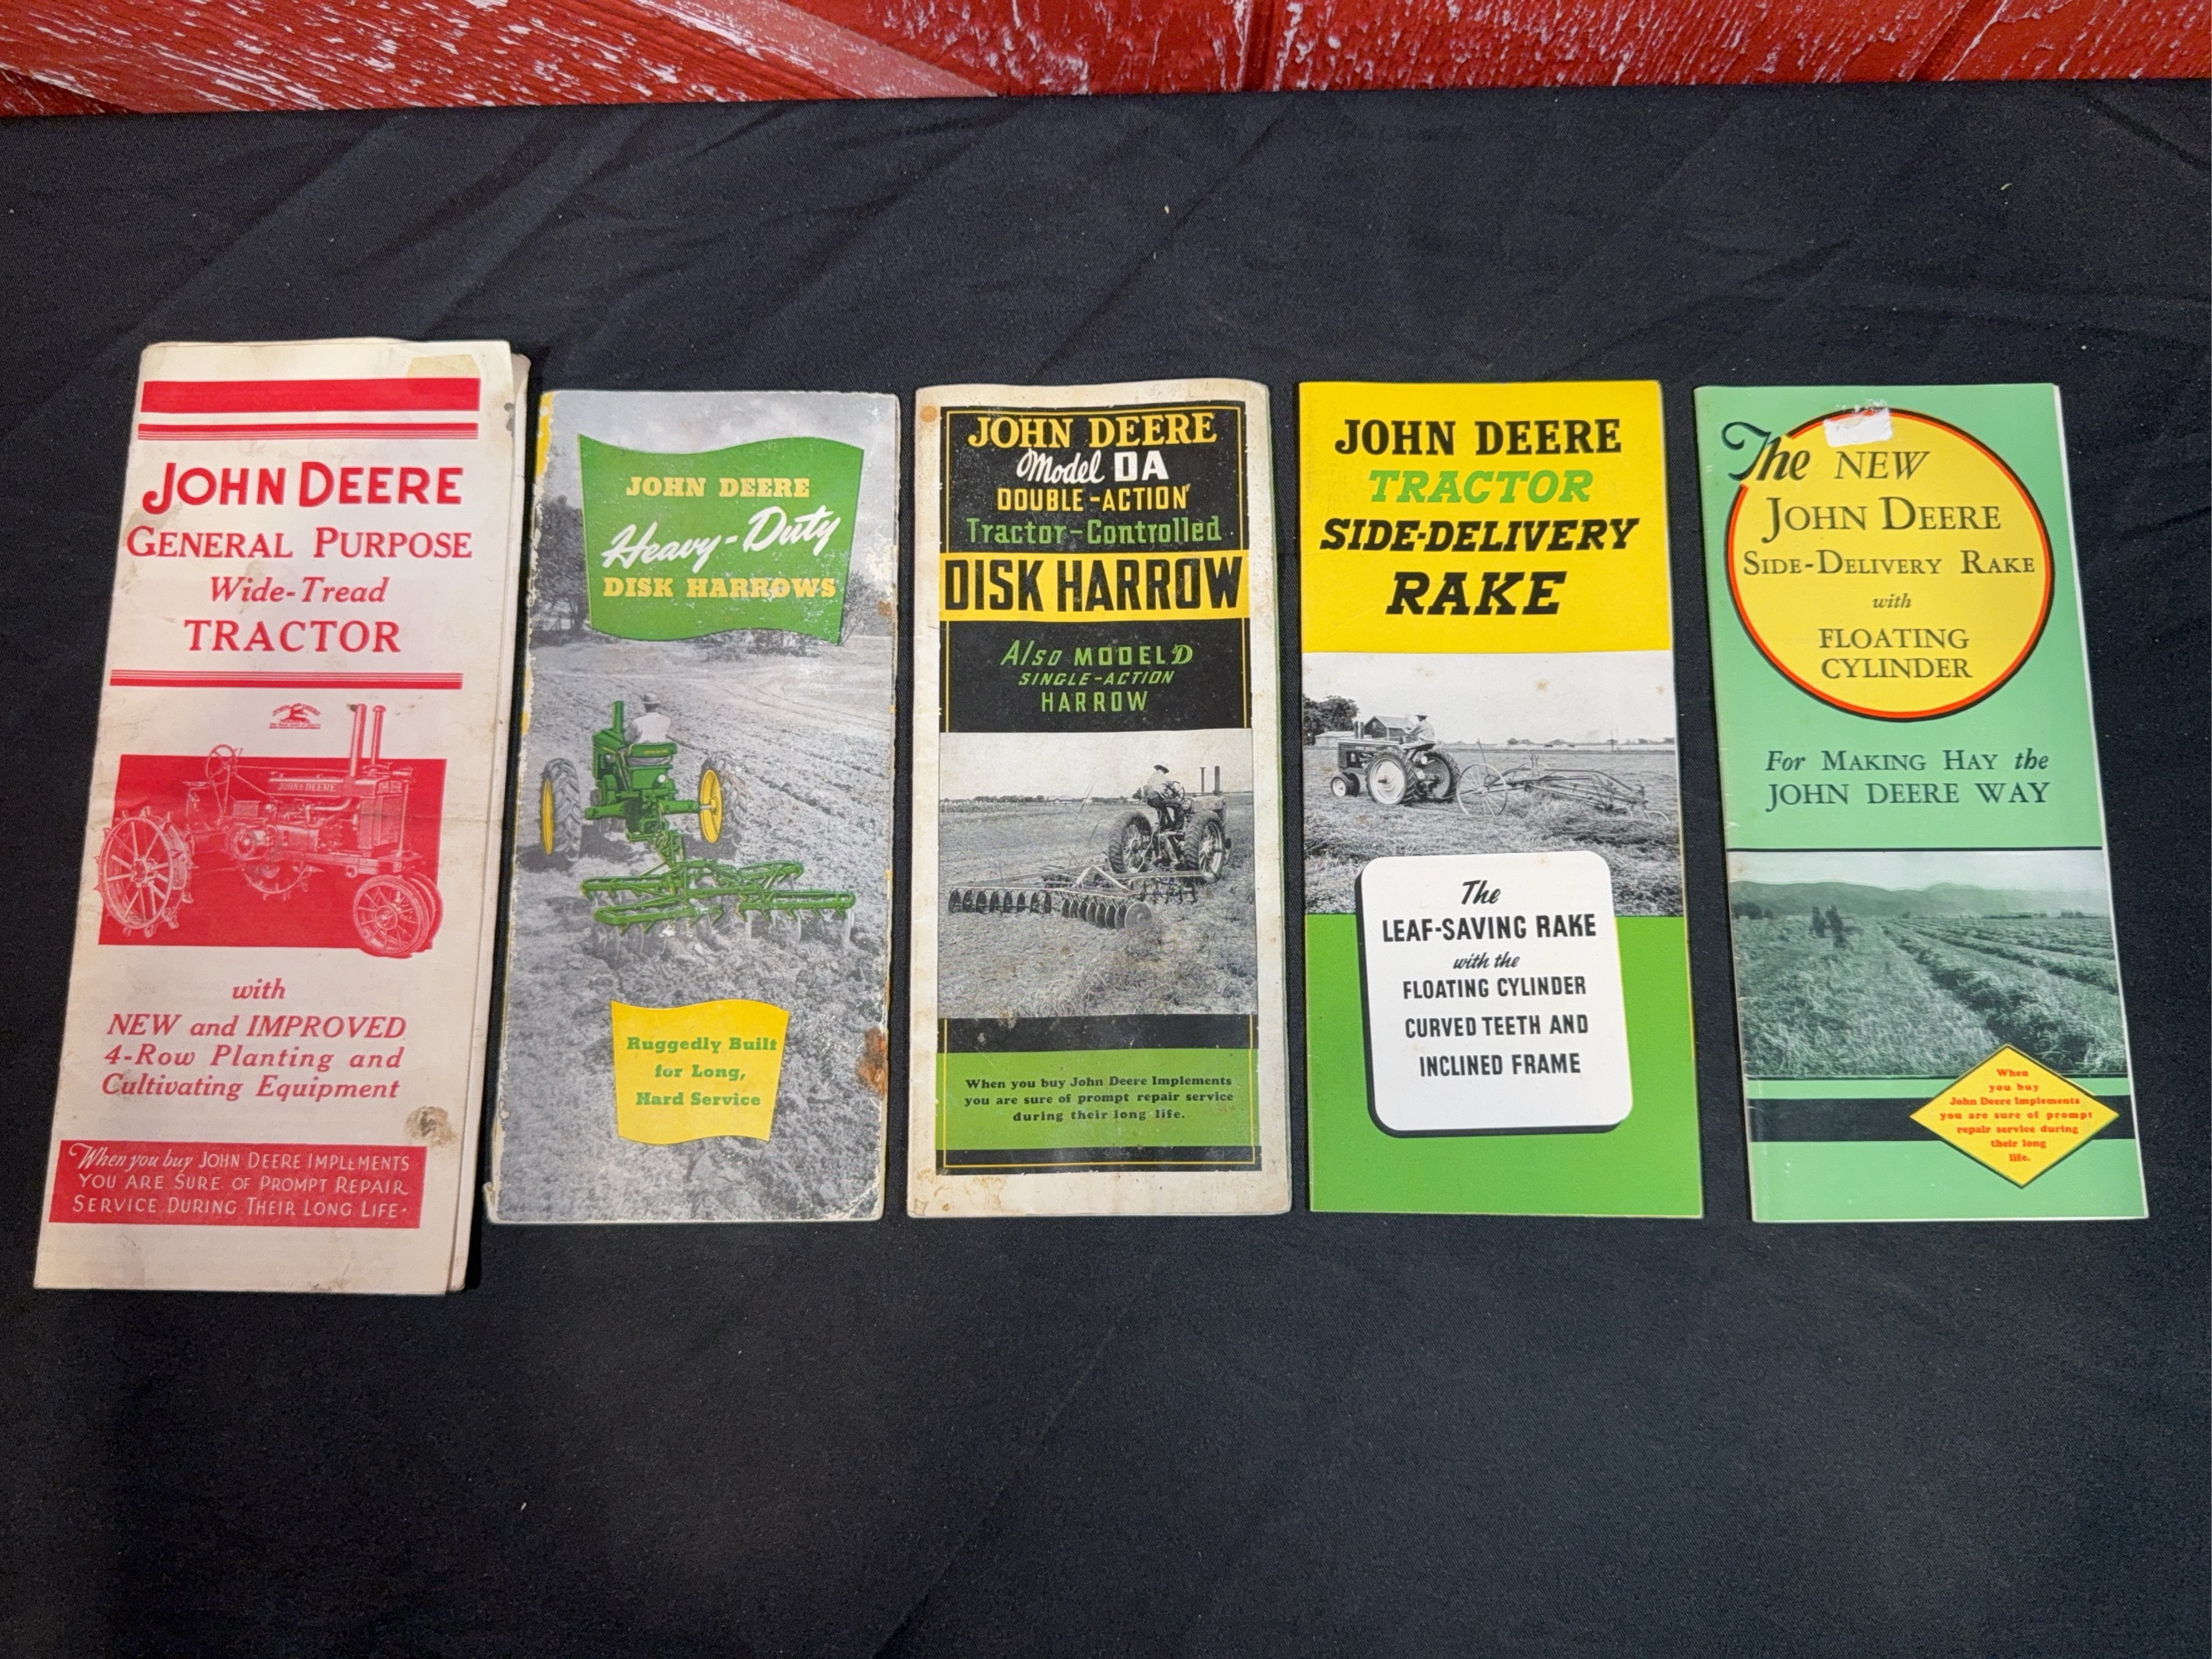 JOHN DEERE
GENERAL PURPOSE
Wide-Tread
TRACTOR
JOHN DEERE
with
NEW and IMPROVED
4-Row Planting and
Cultivating Equipment
When you buy JOHN DEERE IMPLEMENTS
YOU ARE SURE OF PROMPT REPAIR
SERVICE DURING THEIR LONG LIFE.
JOHN DEERE
Heavy-Duty
DISK HARROWS
Ruggedly Built
for Long,
Hard Service
JOHN DEERE
Model DA
DOUBLE-ACTION
Tractor-Controlled
DISK HARROW
Also MODEL D
SINGLE-ACTION
HARROW
When you buy John Deere Implements
you are sure of prompt repair service
during their long life.
JOHN DEERE
TRACTOR
SIDE-DELIVERY
RAKE
The
LEAF-SAVING RAKE
with the
FLOATING CYLINDER
CURVED TEETH AND
INCLINED FRAME
The NEW
JOHN DEERE
SIDE-DELIVERY RAKE
with
FLOATING
CYLINDER
For MAKING HAY the
JOHN DEERE WAY
When
you buy
John Deere Implements
you are sure of prompt
repair service during
their long
life.